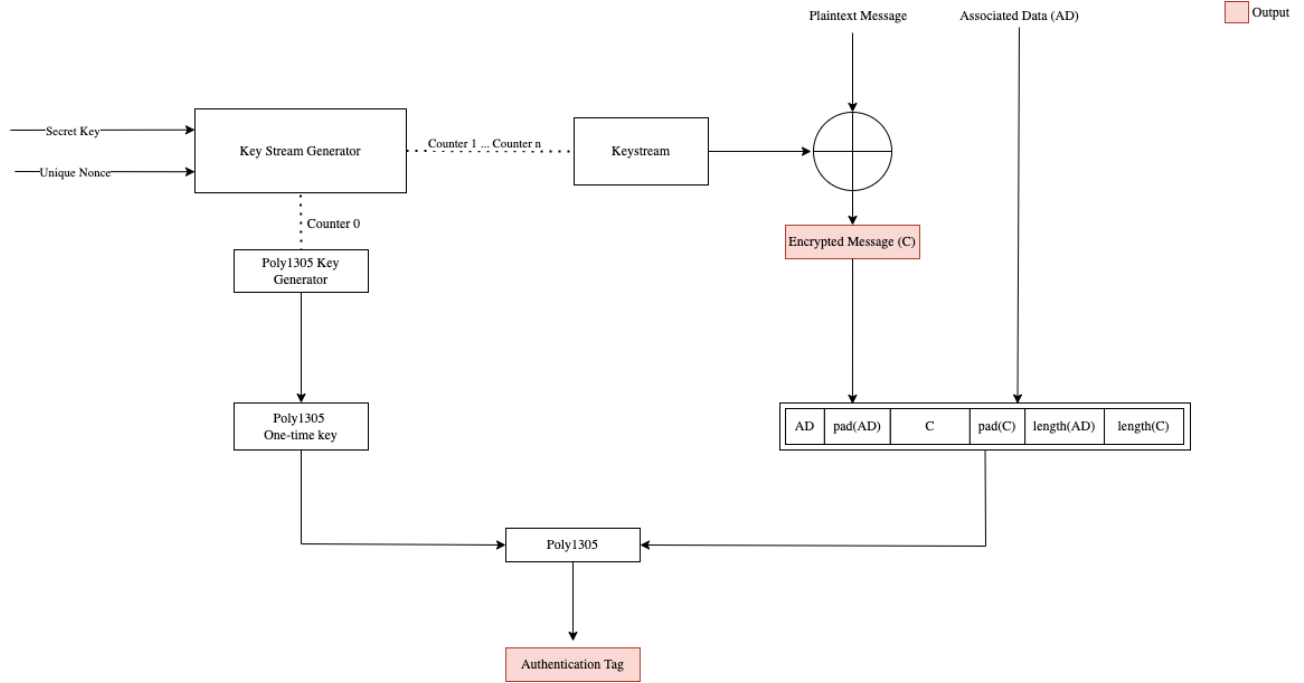 Plaintext Message
Associated Data (AD)
Output
Secret Key
Unique Nonce
Key Stream Generator
Counter 1 ... Counter n
Keystream
Counter 0
Encrypted Message (C)
Poly1305 Key
Generator
Poly1305
One-time key
AD
pad(AD)
C
pad(C)
length(AD)
length(C)
Poly1305
Authentication Tag